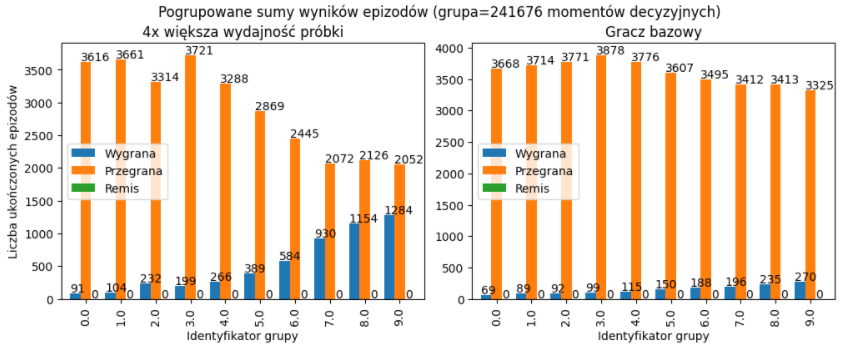 Pogrupowane sumy wyników epizodów (grupa=241676 momentów decyzyjnych)
4x większa wydajność próbki
Liczba ukończonych epizodów
3500
3000
2500
2000
1500
1000
500
0
3616 3661 3314 3721 3288 2869 2445 2072 2126 2052
Wygrana
Przegrana
Remis
91 104 232 199 266 389 584 930 1154 1284
0 0 0 0 0 0 0 0 0 0
0.0 1.0 2.0 3.0 4.0 5.0 6.0 7.0 8.0 9.0
Identyfikator grupy
Gracz bazowy
4000
3500
3000
2500
2000
1500
1000
500
0
3668 3714 3771 3878 3776 3607 3495 3412 3413 3325
Wygrana
Przegrana
Remis
69 89 92 99 115 150 188 196 235 270
0 0 0 0 0 0 0 0 0 0
0.0 1.0 2.0 3.0 4.0 5.0 6.0 7.0 8.0 9.0
Identyfikator grupy